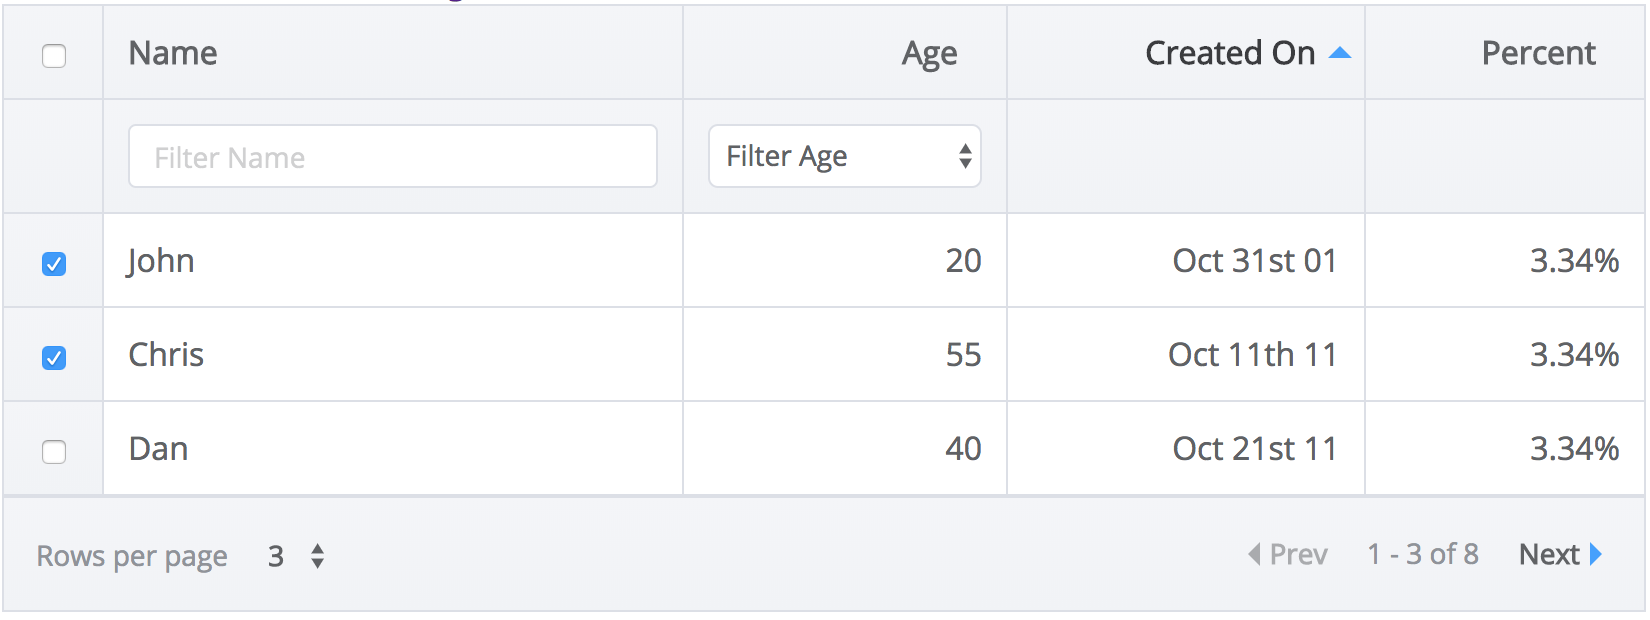 Name Age Created On Percent
Filter Name Filter Age
John 20 Oct 31st 01 3.34%
Chris 55 Oct 11th 11 3.34%
Dan 40 Oct 21st 11 3.34%
Rows per page 3 Prev 1 - 3 of 8 Next